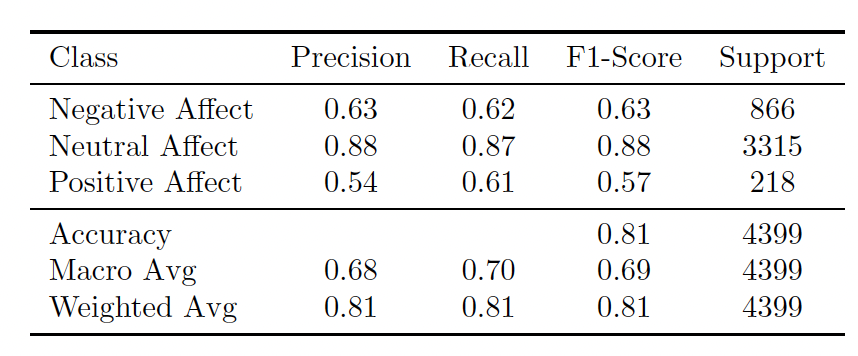 Class Precision Recall F1-Score Support
Negative Affect 0.63 0.62 0.63 866
Neutral Affect 0.88 0.87 0.88 3315
Positive Affect 0.54 0.61 0.57 218
Accuracy 0.81 4399
Macro Avg 0.68 0.70 0.69 4399
Weighted Avg 0.81 0.81 0.81 4399